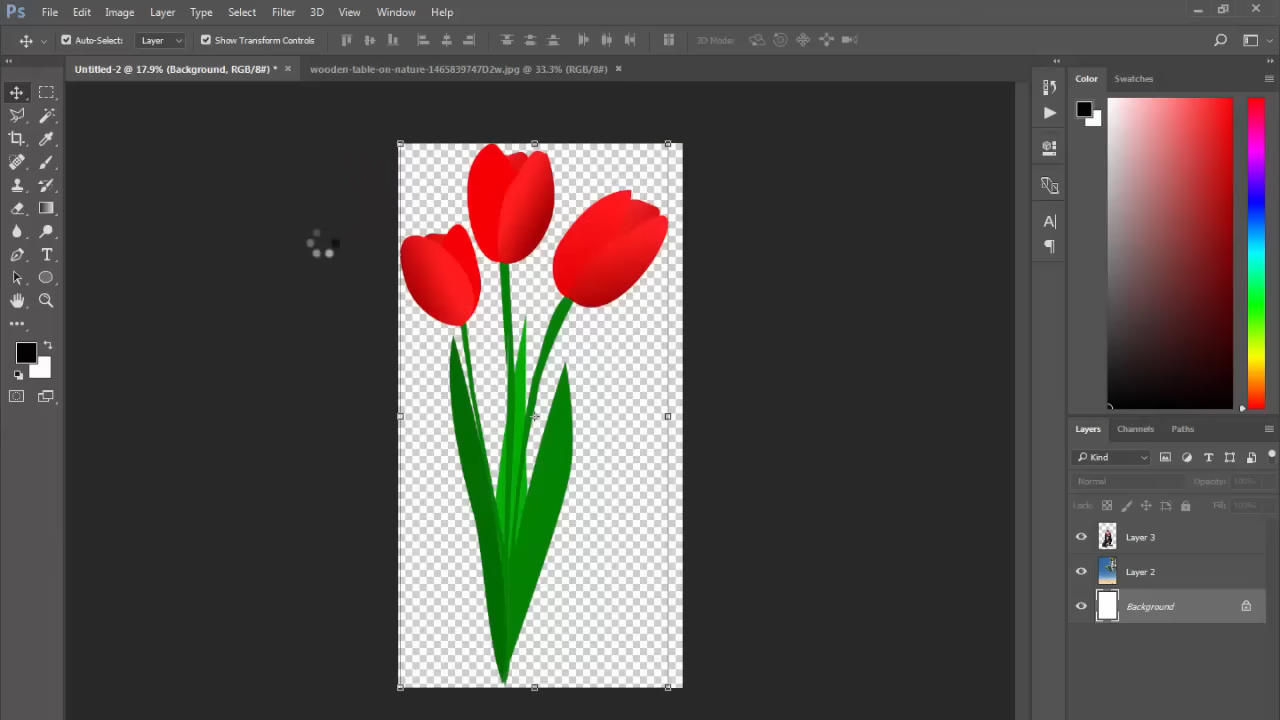 Ps File Edit Image Layer Type Select Filter 3D View Window Help
Auto-Select: Layer Show Transform Controls 3D Mode:
Untitled-2 @ 17.9% (Background, RGB/8#) * × wooden-table-on-nature-1465839747D2w.jpg @ 33.3% (RGB/8#) ×
Color Swatches
Layers Channels Paths
Kind
Normal Opacity: 100%
Lock: Fill: 100%
Layer 3
Layer 2
Background